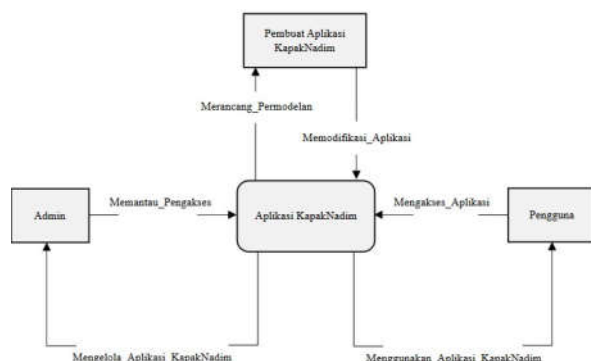 Pembuat Aplikasi
KapakNadim
Merancang_Permodelan
Memodifikasi_Aplikasi
Admin
Memantau_Pengakses
Aplikasi KapakNadim
Mengakses_Aplikasi
Pengguna
Mengelola_Aplikasi_KapakNadim
Menggunakan_Aplikasi_KapakNadim